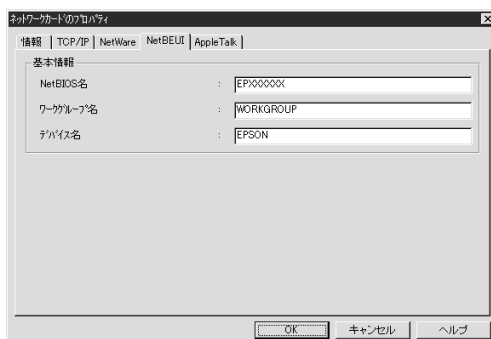 ネットワークカードのプロパティ
情報 TCP/IP NetWare NetBEUI AppleTalk
基本情報
NetBIOS名 : EPXXXXXX
ワークグループ名 : WORKGROUP
デバイス名 : EPSON
OK キャンセル ヘルプ